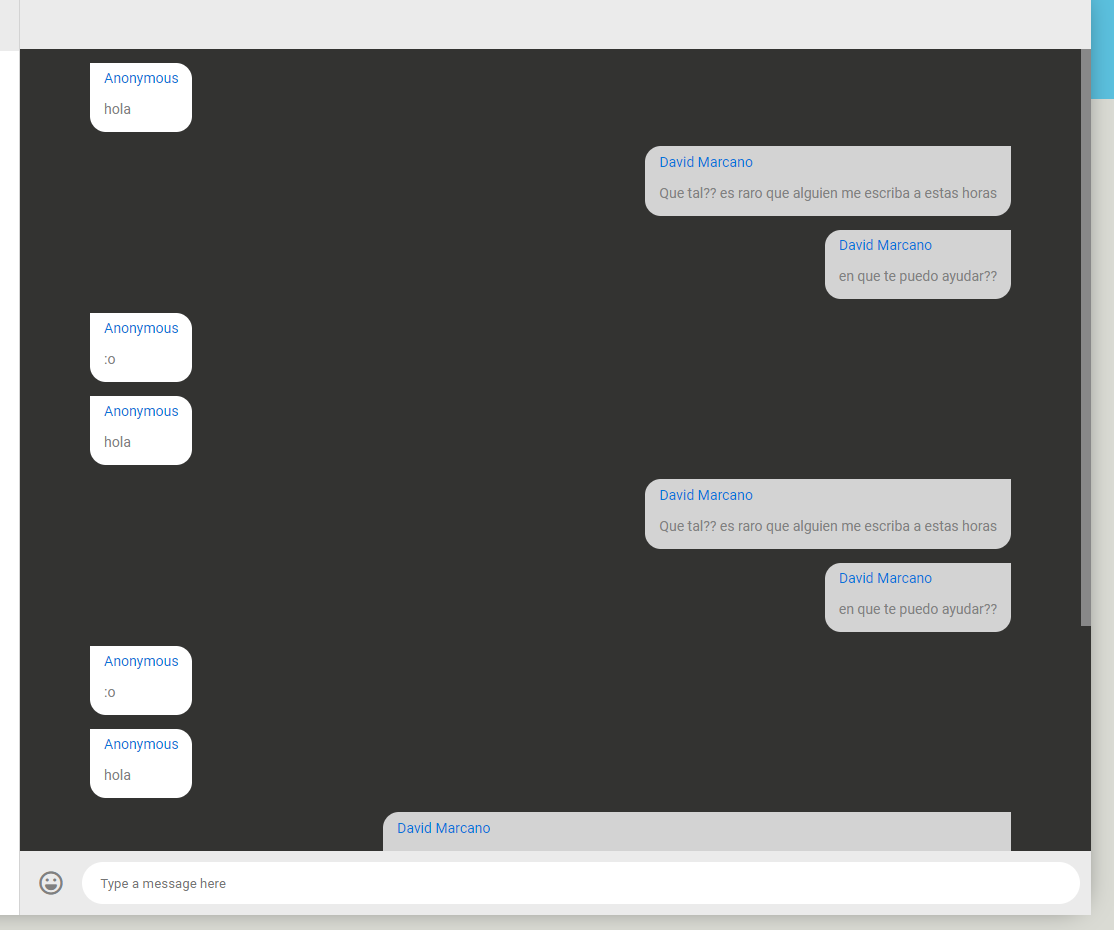 Anonymous
hola
David Marcano
Que tal?? es raro que alguien me escriba a estas horas
David Marcano
en que te puedo ayudar??
Anonymous
:o
Anonymous
hola
David Marcano
Que tal?? es raro que alguien me escriba a estas horas
David Marcano
en que te puedo ayudar??
Anonymous
:o
Anonymous
hola
David Marcano
Type a message here